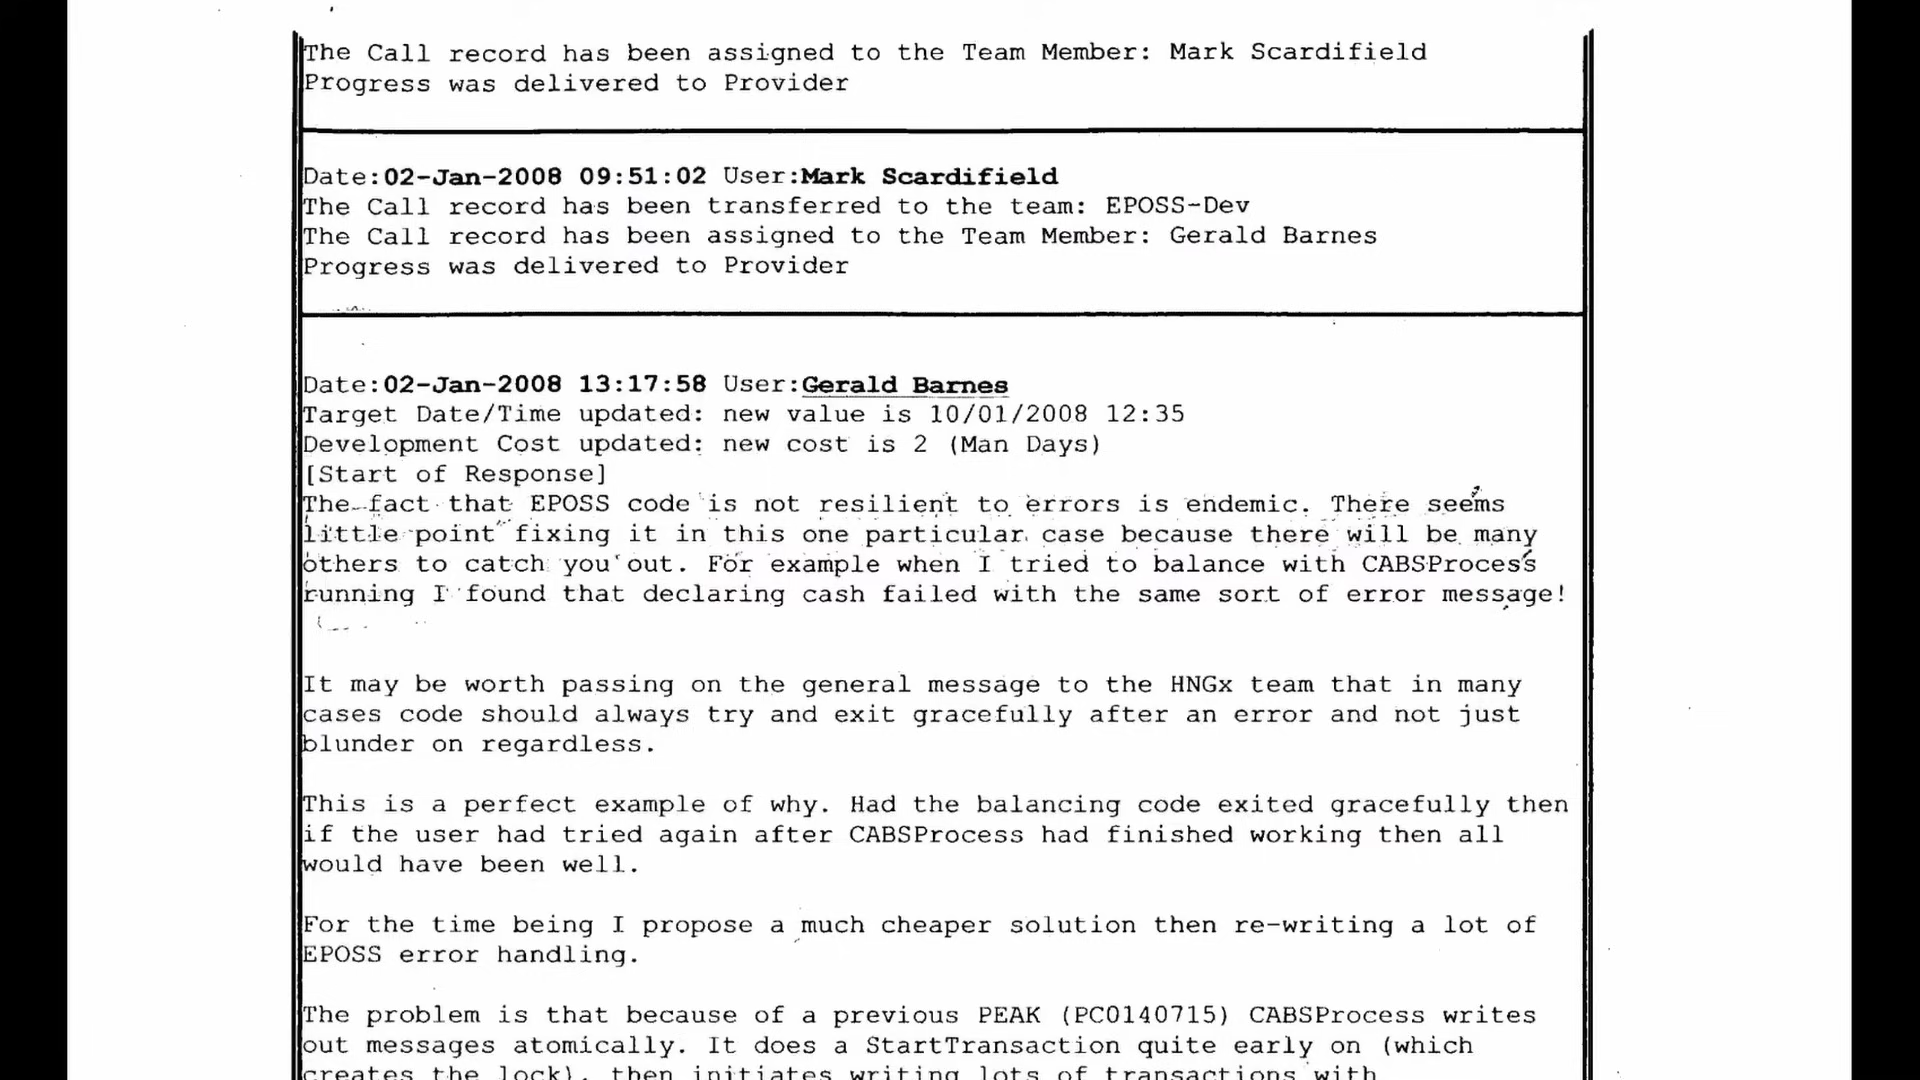 The Call record has been assigned to the Team Member: Mark Scardifield
Progress was delivered to Provider
Date:02-Jan-2008 09:51:02 User:Mark Scardifield
The Call record has been transferred to the team: EPOSS-Dev
The Call record has been assigned to the Team Member: Gerald Barnes
Progress was delivered to Provider
Date:02-Jan-2008 13:17:58 User:Gerald Barnes
Target Date/Time updated: new value is 10/01/2008 12:35
Development Cost updated: new cost is 2 (Man Days)
[Start of Response]
The fact that EPOSS code is not resilient to errors is endemic. There seems
little point fixing it in this one particular case because there will be many
others to catch you out. For example when I tried to balance with CABSProcess
running I found that declaring cash failed with the same sort of error message!
It may be worth passing on the general message to the HNGx team that in many
cases code should always try and exit gracefully after an error and not just
blunder on regardless.
This is a perfect example of why. Had the balancing code exited gracefully then
if the user had tried again after CABSProcess had finished working then all
would have been well.
For the time being I propose a much cheaper solution then re-writing a lot of
EPOSS error handling.
The problem is that because of a previous PEAK (PC0140715) CABSProcess writes
out messages atomically. It does a StartTransaction quite early on (which
creates the lock), then initiates writing lots of transactions with